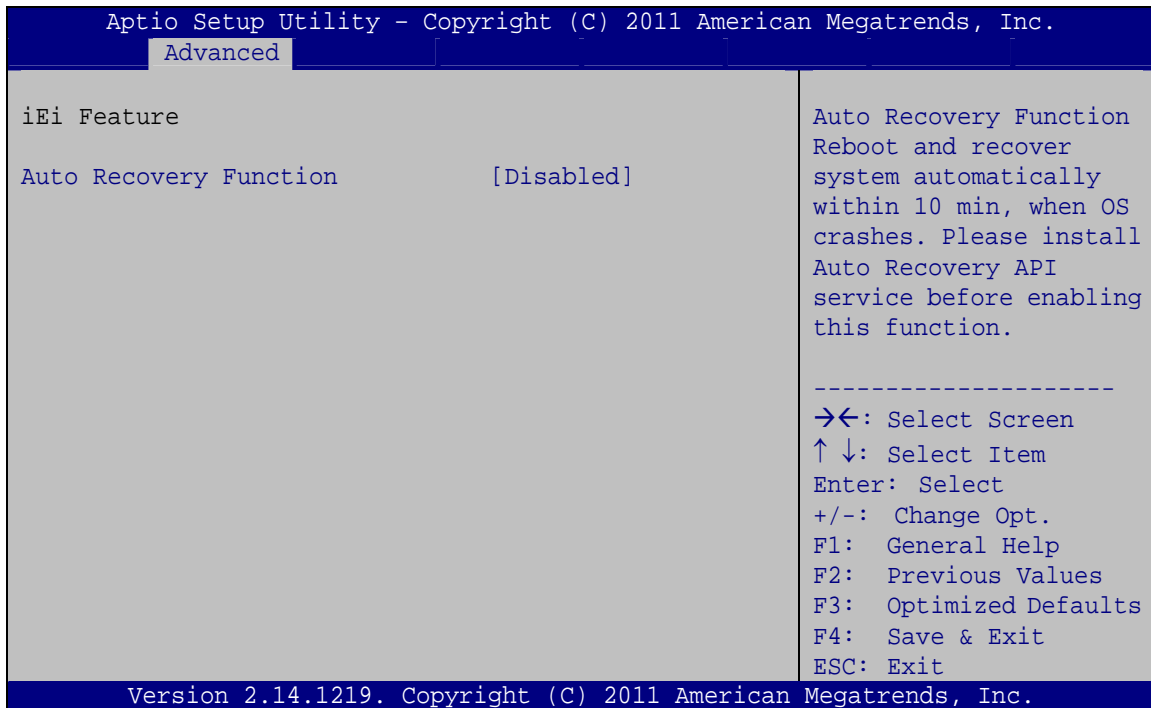 Aptio Setup Utility – Copyright (C) 2011 American Megatrends, Inc.
Advanced
iEi Feature
Auto Recovery Function [Disabled]
Auto Recovery Function
Reboot and recover
system automatically
within 10 min, when OS
crashes. Please install
Auto Recovery API
service before enabling
this function.
---------------------
→←: Select Screen
↑ ↓: Select Item
Enter: Select
+/-: Change Opt.
F1: General Help
F2: Previous Values
F3: Optimized Defaults
F4: Save & Exit
ESC: Exit
Version 2.14.1219. Copyright (C) 2011 American Megatrends, Inc.